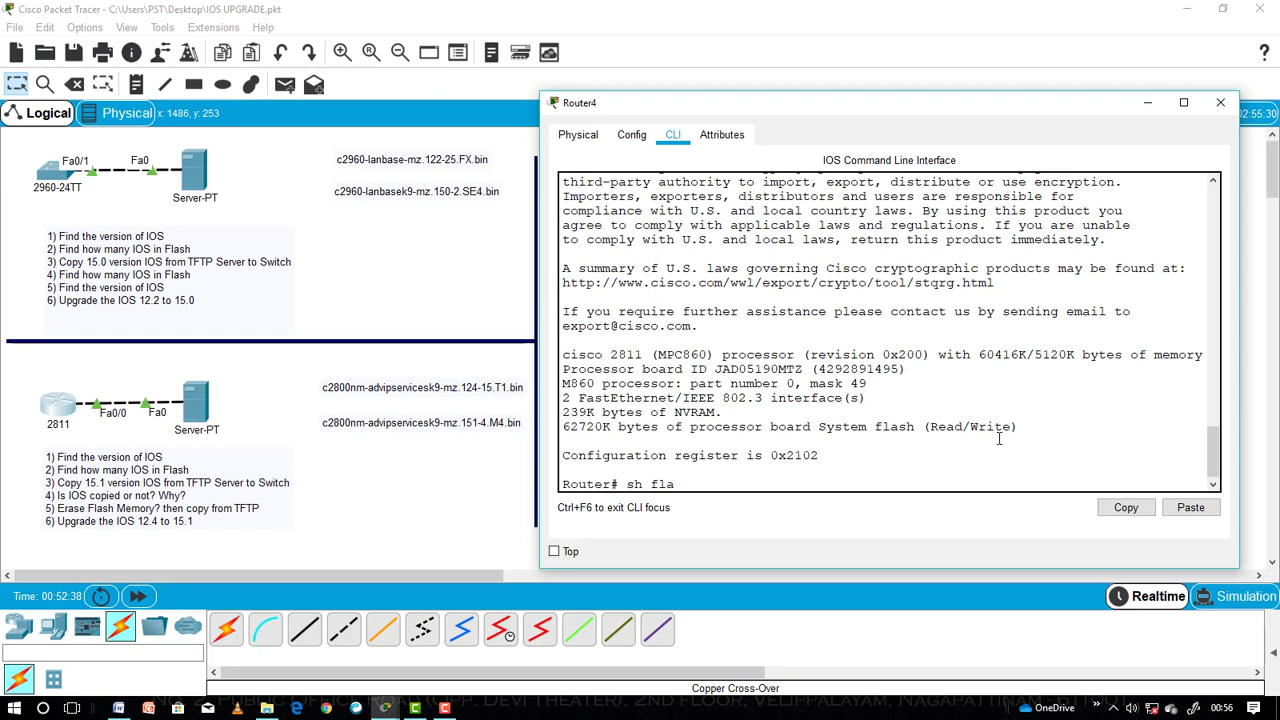 Cisco Packet Tracer - C:\Users\PST\Desktop\IOS UPGRADE.pkt
File Edit Options View Tools Extensions Help
Logical Physical x: 1486, y: 253
02:55:30
Fa0/1 Fa0
2960-24TT
Server-PT
c2960-lanbase-mz.122-25.FX.bin
c2960-lanbasek9-mz.150-2.SE4.bin
1) Find the version of IOS
2) Find how many IOS in Flash
3) Copy 15.0 version IOS from TFTP Server to Switch
4) Find how many IOS in Flash
5) Find the version of IOS
6) Upgrade the IOS 12.2 to 15.0
c2800nm-advipservicesk9-mz.124-15.T1.bin
Fa0/0 Fa0
2811
Server-PT
c2800nm-advipservicesk9-mz.151-4.M4.bin
1) Find the version of IOS
2) Find how many IOS in Flash
3) Copy 15.1 version IOS from TFTP Server to Switch
4) Is IOS copied or not? Why?
5) Erase Flash Memory? then copy from TFTP
6) Upgrade the IOS 12.4 to 15.1
Router4
Physical Config CLI Attributes
IOS Command Line Interface
third-party authority to import, export, distribute or use encryption.
Importers, exporters, distributors and users are responsible for
compliance with U.S. and local country laws. By using this product you
agree to comply with applicable laws and regulations. If you are unable
to comply with U.S. and local laws, return this product immediately.
A summary of U.S. laws governing Cisco cryptographic products may be found at:
http://www.cisco.com/wwl/export/crypto/tool/stqrg.html
If you require further assistance please contact us by sending email to
export@cisco.com.
cisco 2811 (MPC860) processor (revision 0x200) with 60416K/5120K bytes of memory
Processor board ID JAD05190MTZ (4292891495)
M860 processor: part number 0, mask 49
2 FastEthernet/IEEE 802.3 interface(s)
239K bytes of NVRAM.
62720K bytes of processor board System flash (Read/Write)
Configuration register is 0x2102
Router# sh fla
Ctrl+F6 to exit CLI focus
Copy Paste
Top
Time: 00:52:38
Realtime Simulation
Copper Cross-Over
PUBLIC OFFICE ROAD (OPP. DEVI THEATER), 2ND FLOOR, VELIPPALAYAM, NAGAPATTINAM
OneDrive
00:56